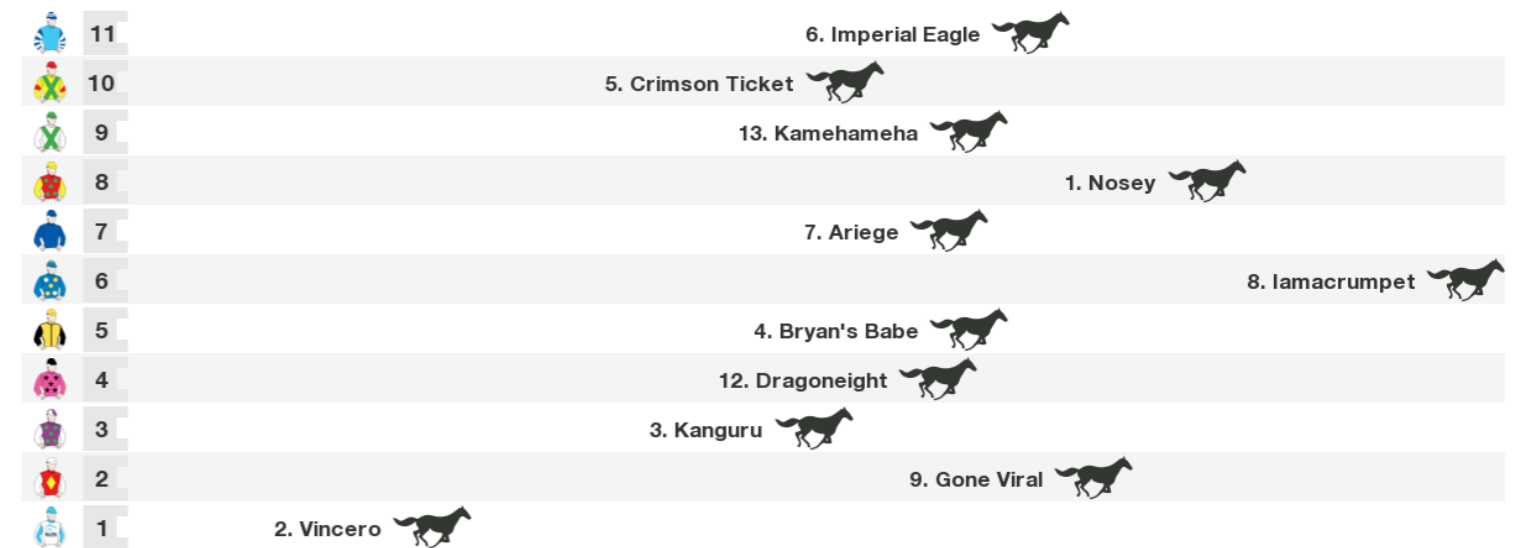 11 6. Imperial Eagle
10 5. Crimson Ticket
9 13. Kamehameha
8 1. Nosey
7 7. Ariege
6 8. Iamacrumpet
5 4. Bryan's Babe
4 12. Dragoneight
3 3. Kanguru
2 9. Gone Viral
1 2. Vincero